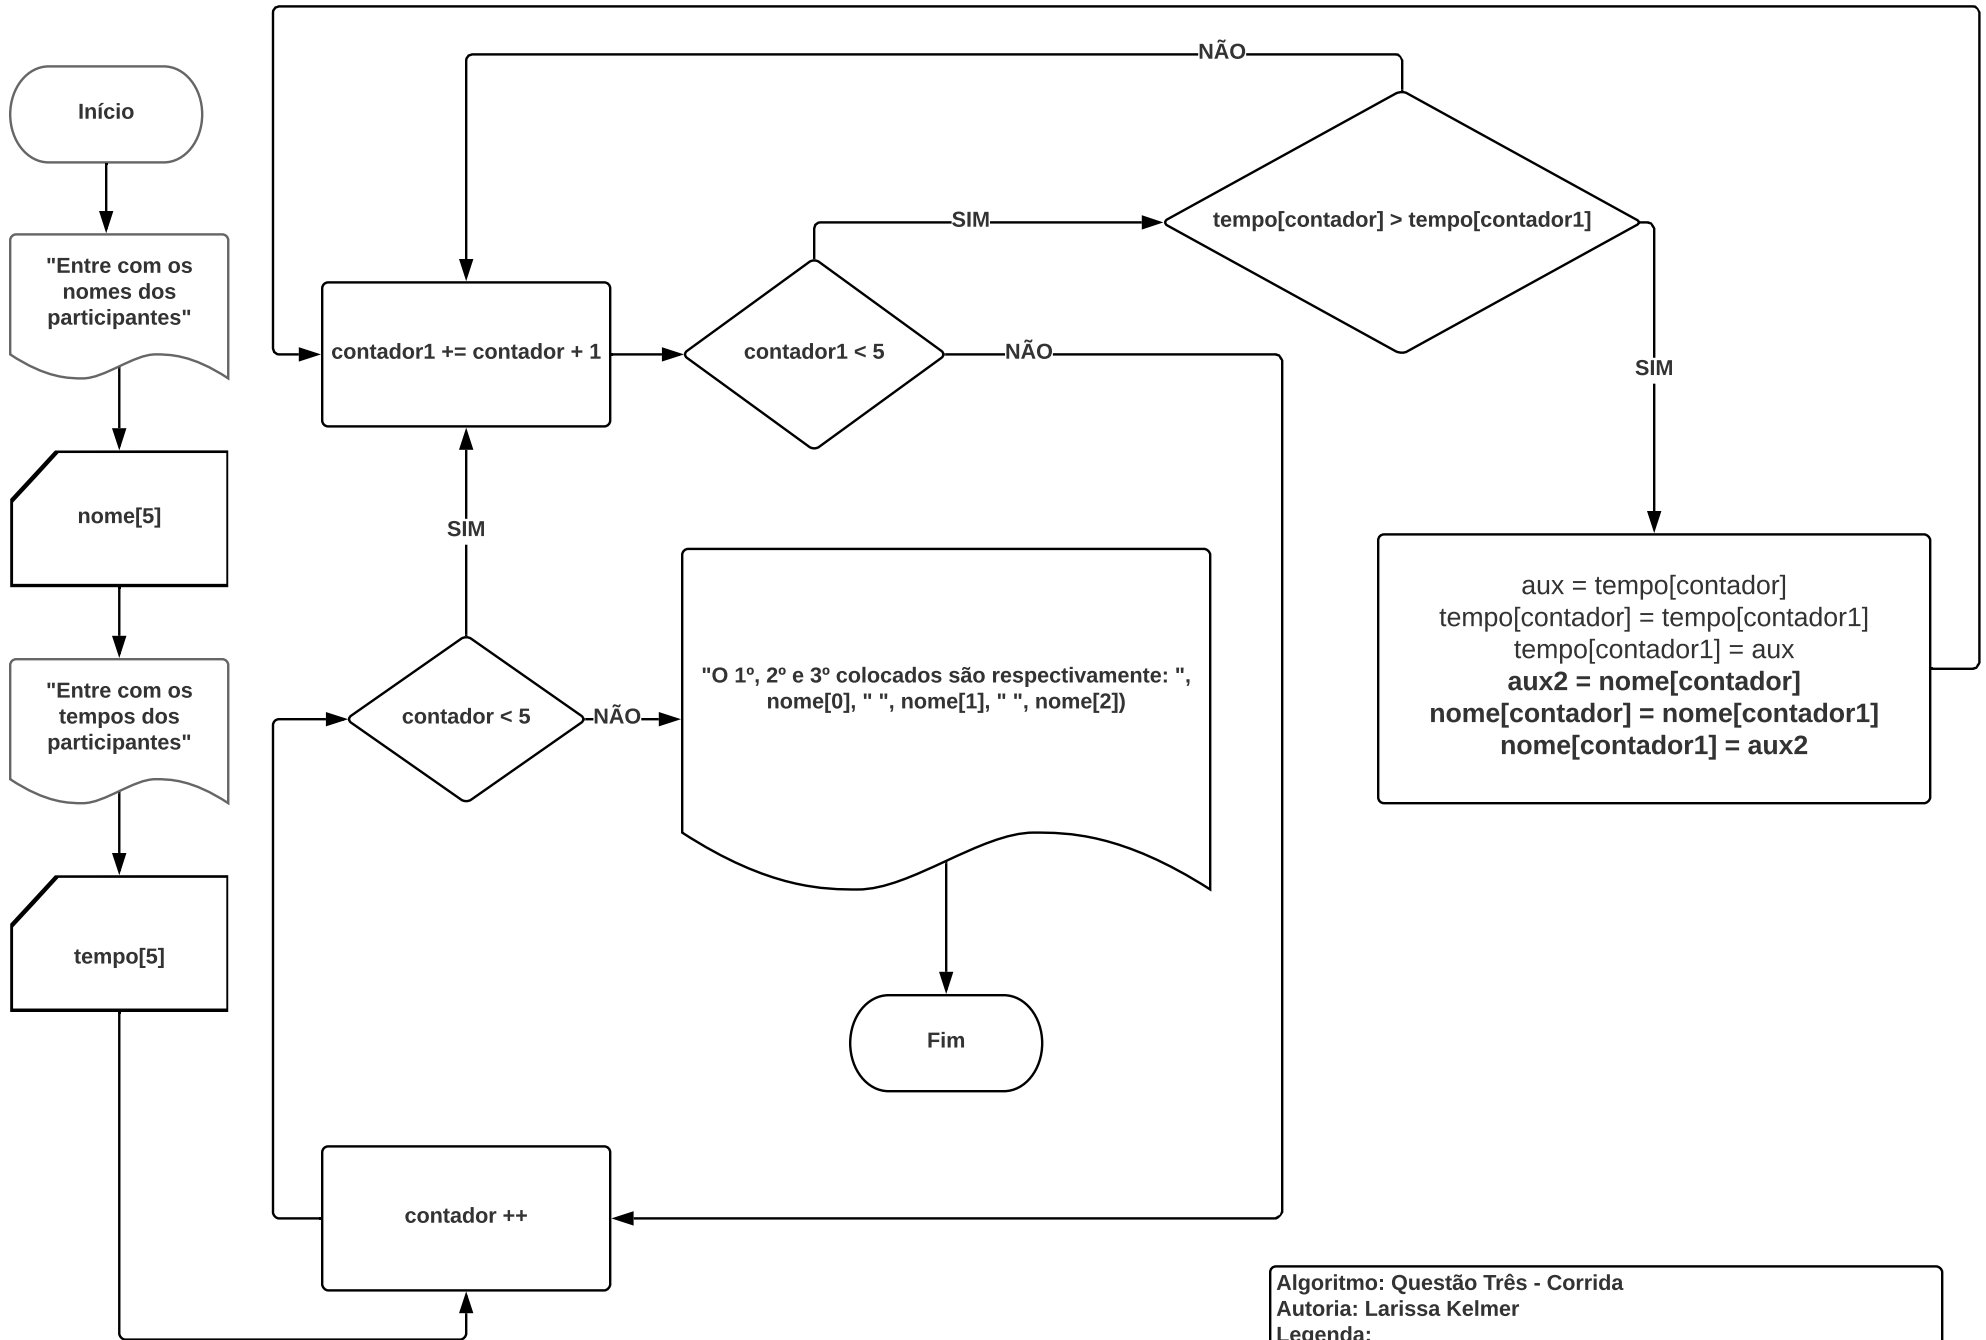 Início
"Entre com os
nomes dos
participantes"
nome[5]
"Entre com os
tempos dos
participantes"
tempo[5]
contador ++
contador < 5
SIM
NÃO
contador1 += contador + 1
contador1 < 5
SIM
NÃO
tempo[contador] > tempo[contador1]
NÃO
SIM
aux = tempo[contador]
tempo[contador] = tempo[contador1]
tempo[contador1] = aux
aux2 = nome[contador]
nome[contador] = nome[contador1]
nome[contador1] = aux2
"O 1º, 2º e 3º colocados são respectivamente: ",
nome[0], " ", nome[1], " ", nome[2])
Fim
Algoritmo: Questão Três - Corrida
Autoria: Larissa Kelmer
Legenda: